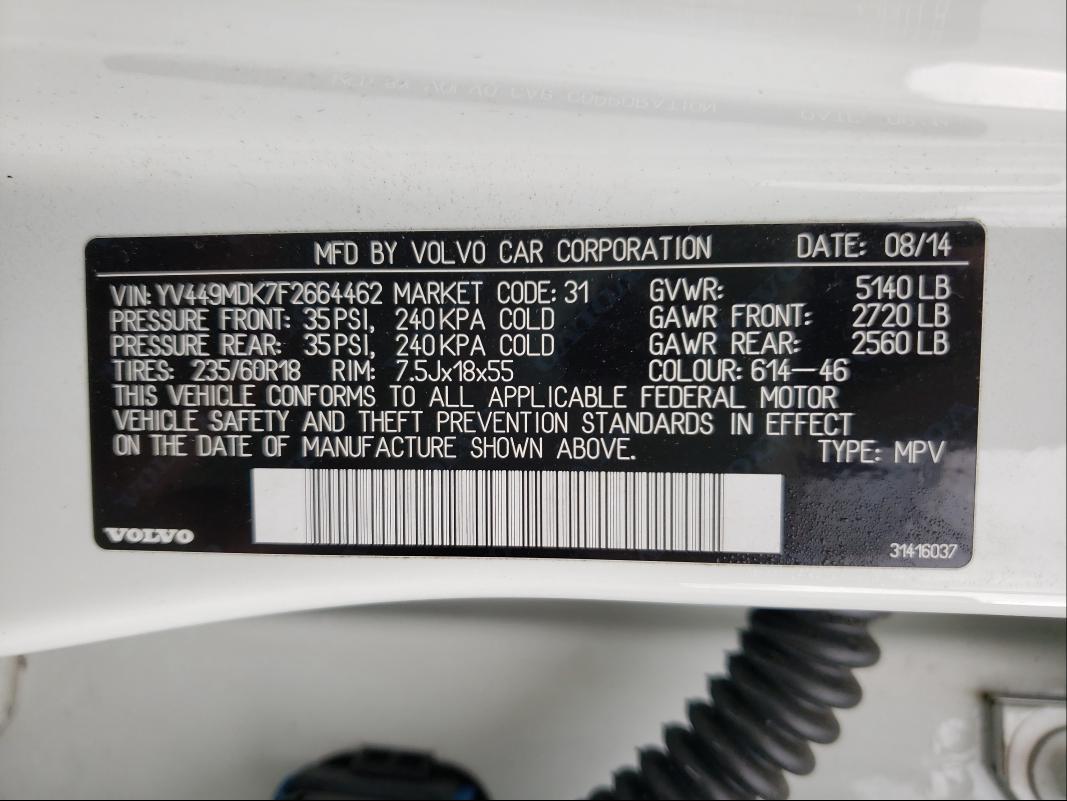 MFD BY VOLVO CAR CORPORATION DATE: 08/14
VIN: YV449MDK7F2664462 MARKET CODE: 31 GVWR: 5140 LB
PRESSURE FRONT: 35 PSI, 240 KPA COLD GAWR FRONT: 2720 LB
PRESSURE REAR: 35 PSI, 240 KPA COLD GAWR REAR: 2560 LB
TIRES: 235/60R18 RIM: 7.5Jx18x55 COLOUR: 614-46
THIS VEHICLE CONFORMS TO ALL APPLICABLE FEDERAL MOTOR
VEHICLE SAFETY AND THEFT PREVENTION STANDARDS IN EFFECT
ON THE DATE OF MANUFACTURE SHOWN ABOVE. TYPE: MPV
VOLVO
31416037